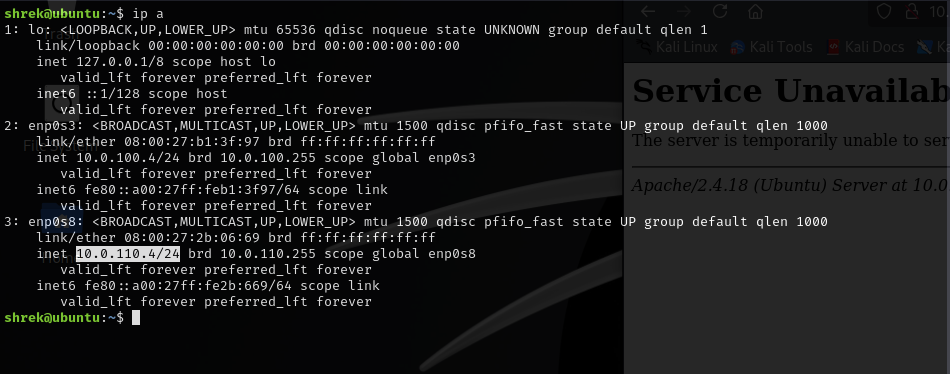 shrek@ubuntu:~$ ip a
1: lo: <LOOPBACK,UP,LOWER_UP> mtu 65536 qdisc noqueue state UNKNOWN group default qlen 1
link/loopback 00:00:00:00:00:00 brd 00:00:00:00:00:00
inet 127.0.0.1/8 scope host lo
valid_lft forever preferred_lft forever
inet6 ::1/128 scope host
valid_lft forever preferred_lft forever
2: enp0s3: <BROADCAST,MULTICAST,UP,LOWER_UP> mtu 1500 qdisc pfifo_fast state UP group default qlen 1000
link/ether 08:00:27:b1:3f:97 brd ff:ff:ff:ff:ff:ff
inet 10.0.100.4/24 brd 10.0.100.255 scope global enp0s3
valid_lft forever preferred_lft forever
inet6 fe80::a00:27ff:feb1:3f97/64 scope link
valid_lft forever preferred_lft forever
3: enp0s8: <BROADCAST,MULTICAST,UP,LOWER_UP> mtu 1500 qdisc pfifo_fast state UP group default qlen 1000
link/ether 08:00:27:2b:06:69 brd ff:ff:ff:ff:ff:ff
inet 10.0.110.4/24 brd 10.0.110.255 scope global enp0s8
valid_lft forever preferred_lft forever
inet6 fe80::a00:27ff:fe2b:669/64 scope link
valid_lft forever preferred_lft forever
shrek@ubuntu:~$
10.
Kali Linux Kali Tools Kali Docs Ka
Service Unavailab
The server is temporarily unable to ser
Apache/2.4.18 (Ubuntu) Server at 10.0